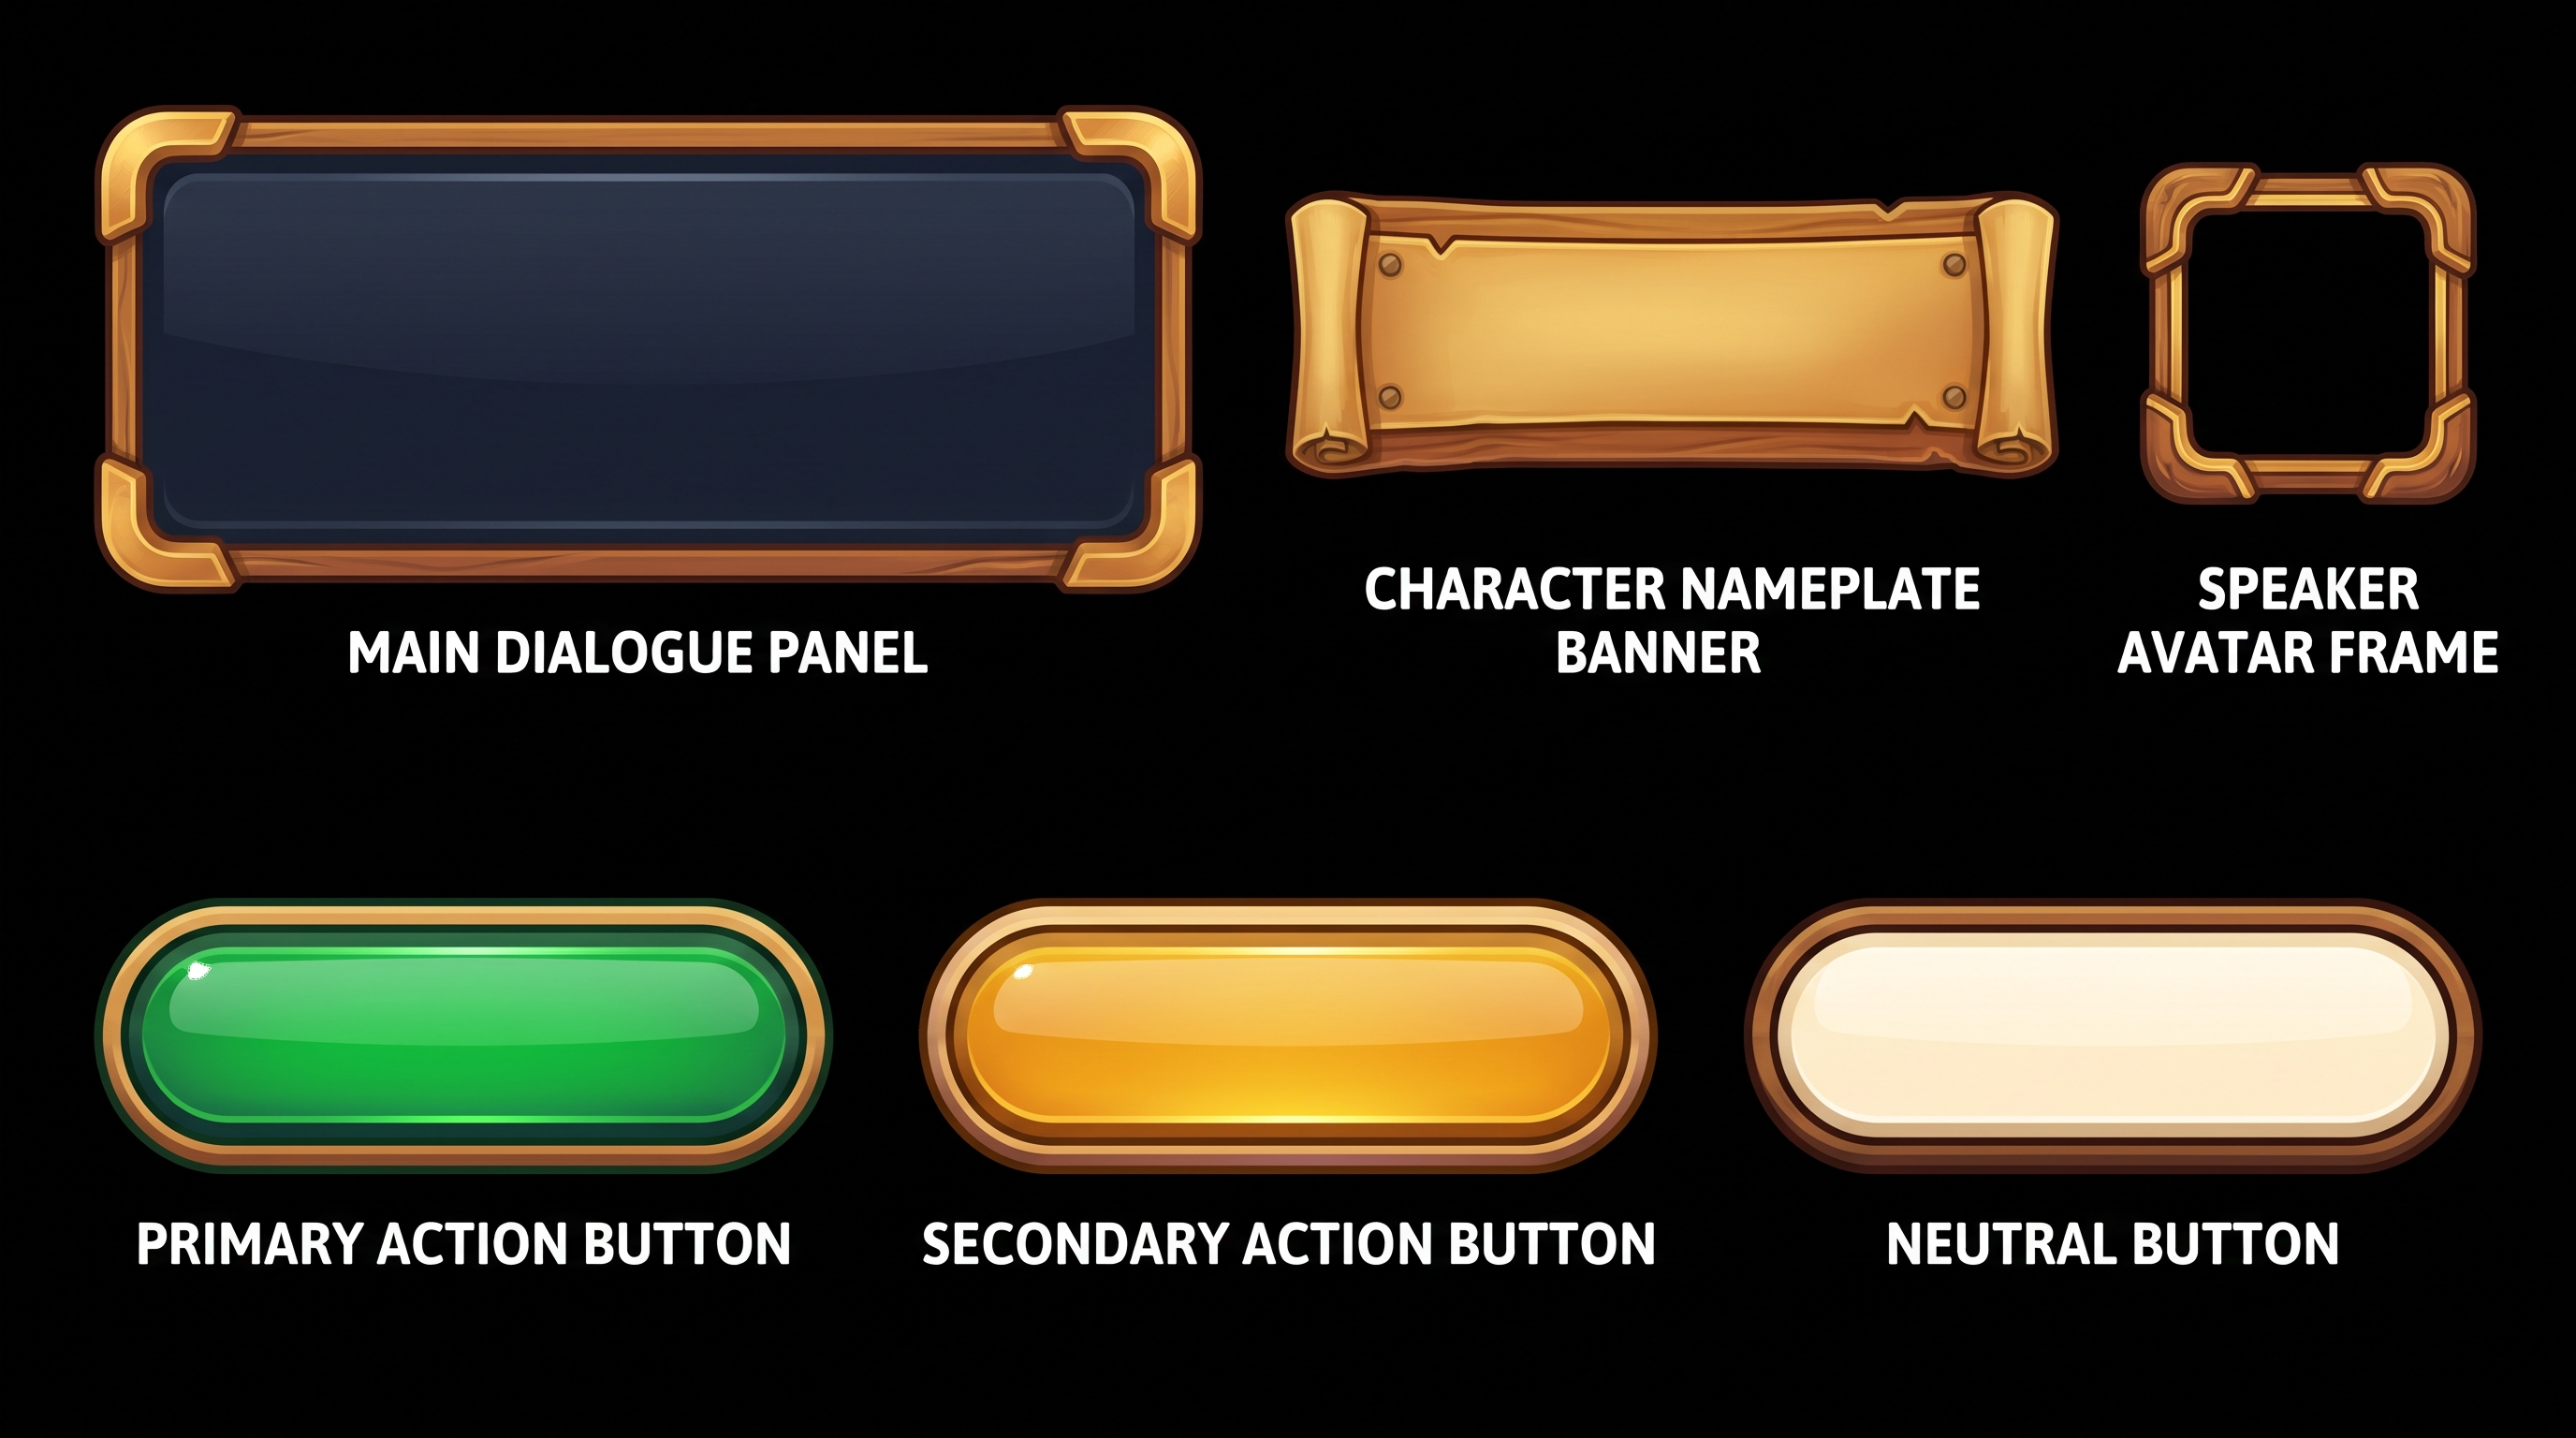 MAIN DIALOGUE PANEL
CHARACTER NAMEPLATE
BANNER
SPEAKER
AVATAR FRAME
PRIMARY ACTION BUTTON
SECONDARY ACTION BUTTON
NEUTRAL BUTTON